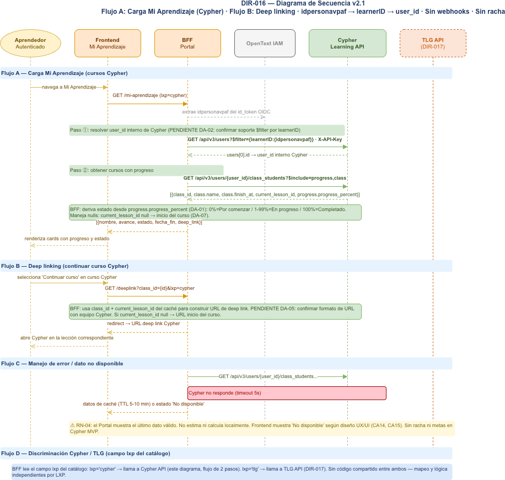 DIR-016 — Diagrama de Secuencia v2.1
Flujo A: Carga Mi Aprendizaje (Cypher) · Flujo B: Deep linking · idpersonavpaf → learnerID → user_id · Sin webhooks · Sin racha
Aprendedor
Autenticado
Frontend
Mi Aprendizaje
BFF
Portal
OpenText IAM
Cypher
Learning API
TLG API
(DIR-017)
Flujo A — Carga Mi Aprendizaje (cursos Cypher)
navega a Mi Aprendizaje
GET /mi-aprendizaje (lxp=cypher)
extrae idpersonavpaf del id_token OIDC
Paso ①: resolver user_id interno de Cypher (PENDIENTE DA-02: confirmar soporte $filter por learnerID)
GET /api/v3/users?$filter={learnerID:{idpersonavpaf}} · X-API-Key
users[0].id → user_id interno Cypher
Paso ②: obtener cursos con progreso
GET /api/v3/users/{user_id}/class_students?$include=progress,class
[{class_id, class.name, class.finish_at, current_lesson_id, progress.progress_percent}]
BFF: deriva estado desde progress.progress_percent (DA-01): 0%=Por comenzar / 1-99%=En progreso / 100%=Completado.
Maneja nulls; current_lesson_id null → inicio del curso (DA-07).
[{nombre, avance, estado, fecha_fin, deep_link}]
renderiza cards con progreso y estado
Flujo B — Deep linking (continuar curso Cypher)
selecciona 'Continuar curso' en curso Cypher
GET /deeplink?class_id={id}&lxp=cypher
BFF: usa class_id + current_lesson_id del caché para construir URL de deep link. PENDIENTE DA-05: confirmar formato de URL
con equipo Cypher. Si current_lesson_id null → URL inicio del curso.
redirect → URL deep link Cypher
abre Cypher en la lección correspondiente
Flujo C — Manejo de error / dato no disponible
GET /api/v3/users/{user_id}/class_students...
Cypher no responde (timeout 5s)
datos de caché (TTL 5-10 min) o estado 'No disponible'
⚠ RN-04: el Portal muestra el último dato válido. No estima ni calcula localmente. Frontend muestra 'No disponible' según diseño UX/UI (CA14, CA15). Sin racha ni metas en
Cypher MVP.
Flujo D — Discriminación Cypher / TLG (campo lxp del catálogo)
BFF lee el campo lxp del catálogo: lxp='cypher' → llama a Cypher API (este diagrama, flujo de 2 pasos). lxp='tlg' → llama a TLG API (DIR-017). Sin código compartido entre ambos — mapeo y lógica
independientes por LXP.